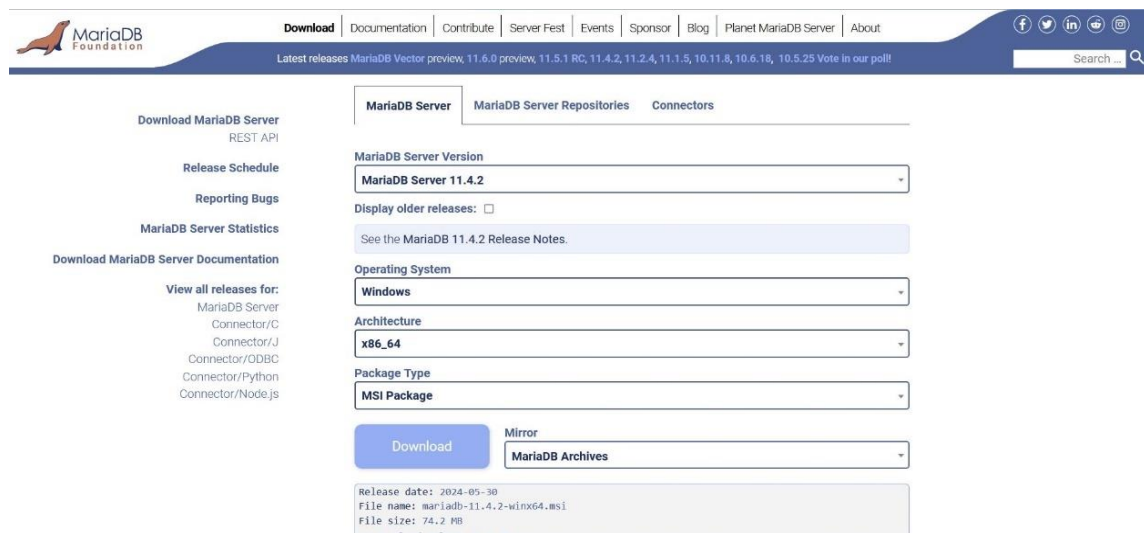 MariaDB
Foundation
Download | Documentation | Contribute | Server Fest | Events | Sponsor | Blog | Planet MariaDB Server | About
Latest releases MariaDB Vector preview, 11.6.0 preview, 11.5.1 RC, 11.4.2, 11.2.4, 11.1.5, 10.11.8, 10.6.18, 10.5.25 Vote in our poll!
Search ...
Download MariaDB Server
REST API
Release Schedule
Reporting Bugs
MariaDB Server Statistics
Download MariaDB Server Documentation
View all releases for:
MariaDB Server
Connector/C
Connector/J
Connector/ODBC
Connector/Python
Connector/Node.js
MariaDB Server MariaDB Server Repositories Connectors
MariaDB Server Version
MariaDB Server 11.4.2
Display older releases:
See the MariaDB 11.4.2 Release Notes.
Operating System
Windows
Architecture
x86_64
Package Type
MSI Package
Download
Mirror
MariaDB Archives
Release date: 2024-05-30
File name: mariadb-11.4.2-winx64.msi
File size: 74.2 MB